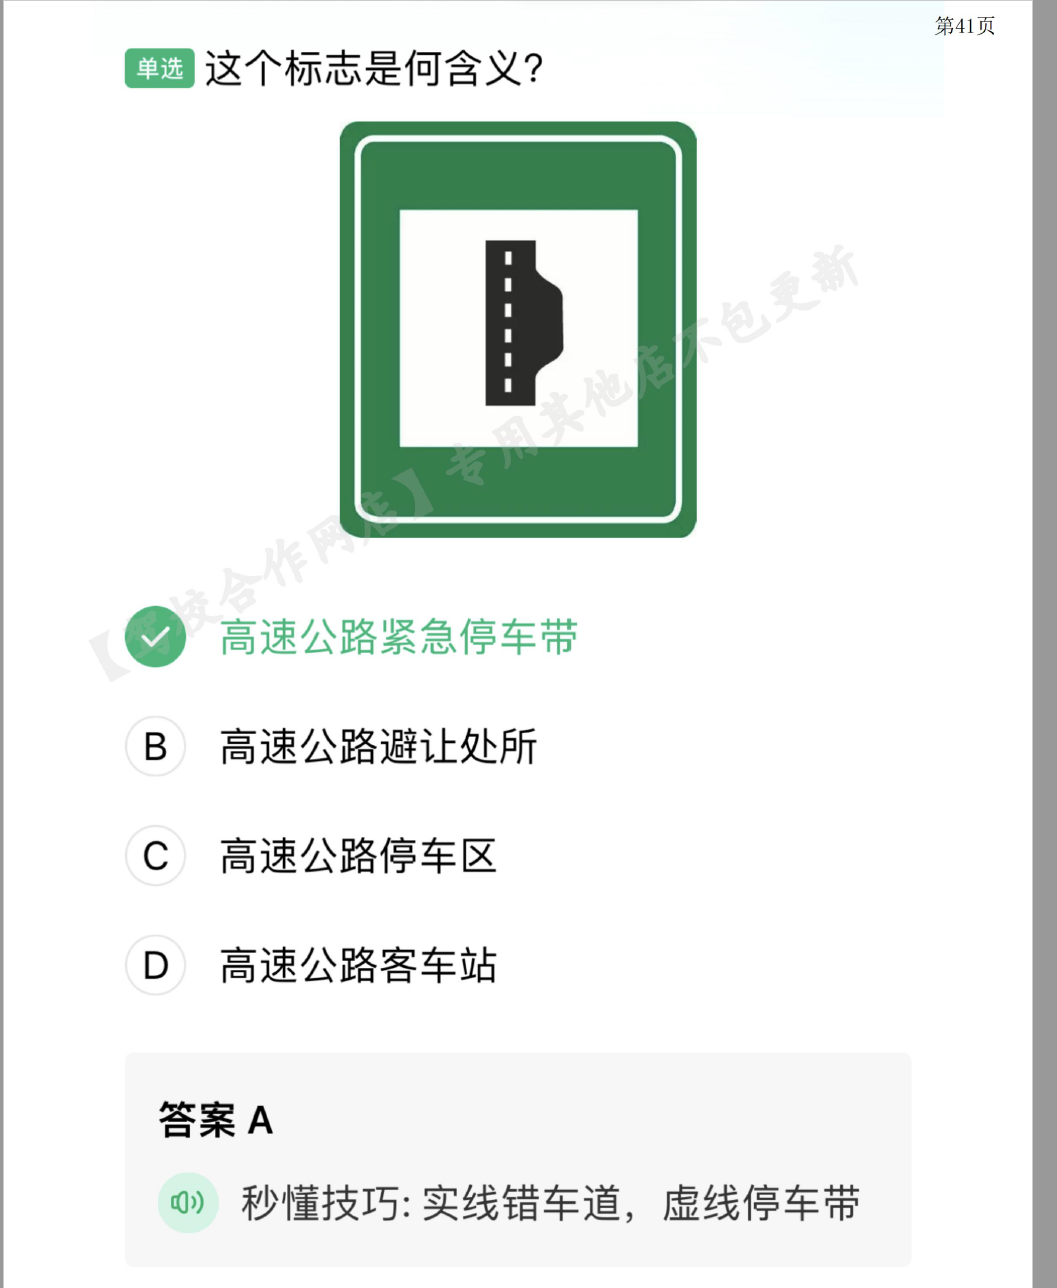 第41页
单选 这个标志是何含义?
高速公路紧急停车带
B 高速公路避让处所
C 高速公路停车区
D 高速公路客车站
答案 A
秒懂技巧: 实线错车道，虚线停车带
【驾校合作网店】专用其他店不包更新